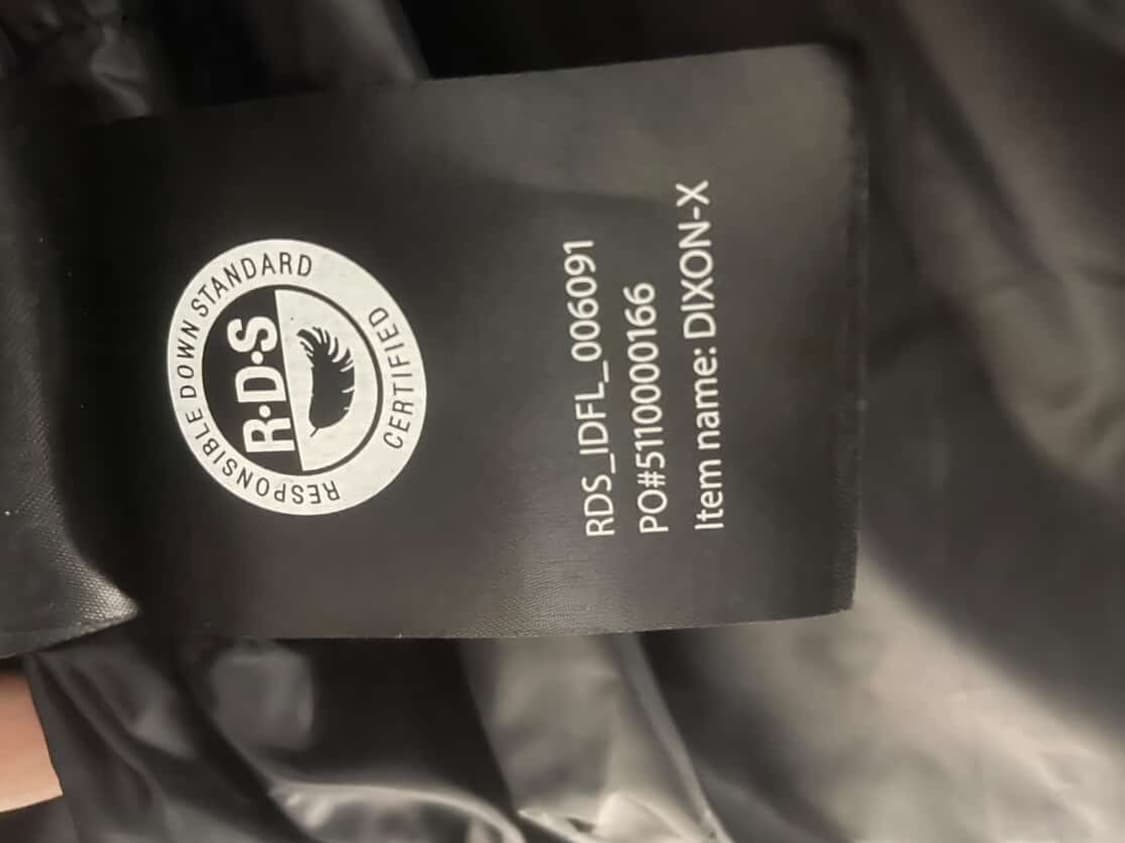 RESPONSIBLE DOWN STANDARD
R·D·S
CERTIFIED
RDS_IDFL_006091
PO#5110000166
Item name: DIXON-X